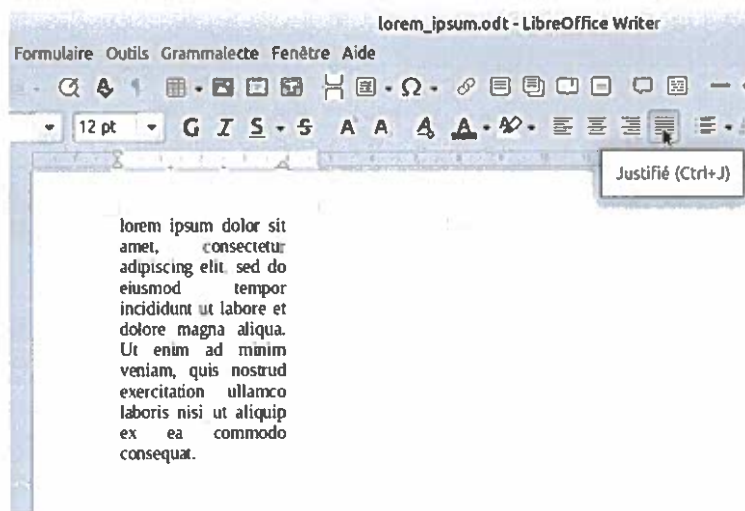 lorem_ipsum.odt - LibreOffice Writer
Formulaire Outils Grammalecte Fenêtre Aide
12 pt G I S S A A A A
Justifié (Ctrl+J)
lorem ipsum dolor sit
amet, consectetur
adipiscing elit, sed do
eiusmod tempor
incididunt ut labore et
dolore magna aliqua.
Ut enim ad minim
veniam, quis nostrud
exercitation ullamco
laboris nisi ut aliquip
ex ea commodo
consequat.